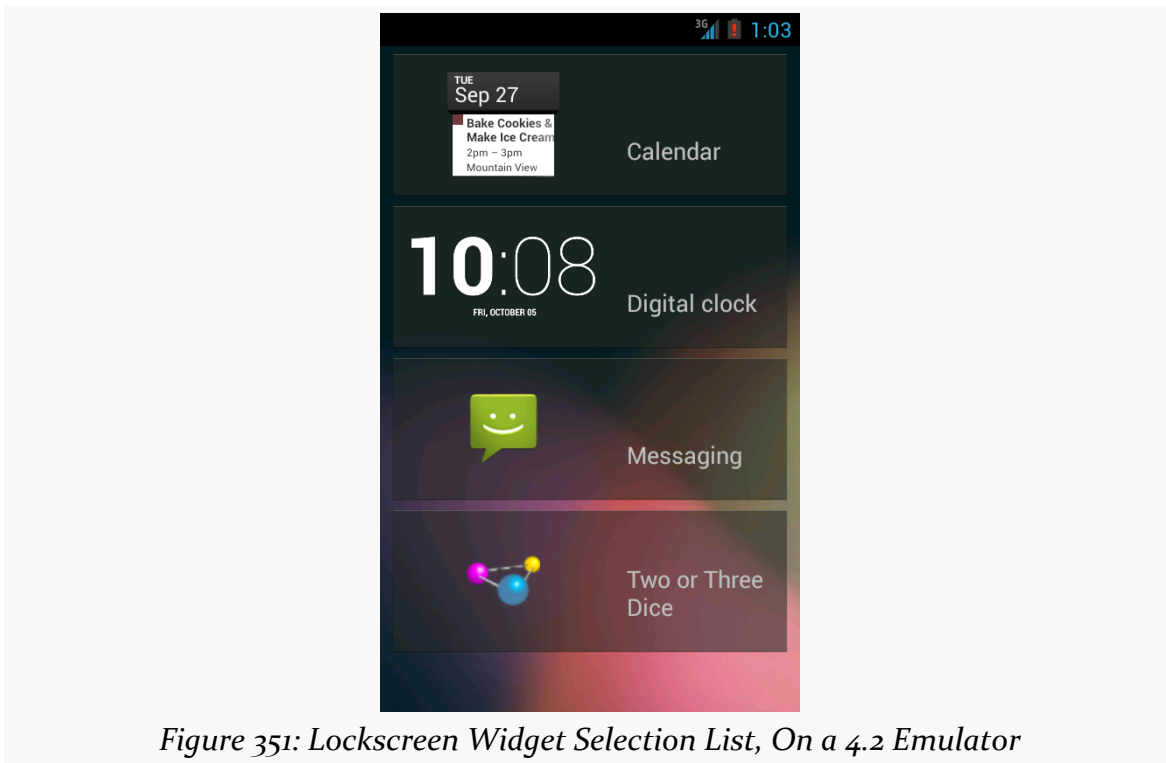 3G 1:03
TUE
Sep 27
Bake Cookies &
Make Ice Cream
2pm – 3pm
Mountain View
Calendar
10:08
FRI, OCTOBER 05
Digital clock
Messaging
Two or Three
Dice
Figure 351: Lockscreen Widget Selection List, On a 4.2 Emulator